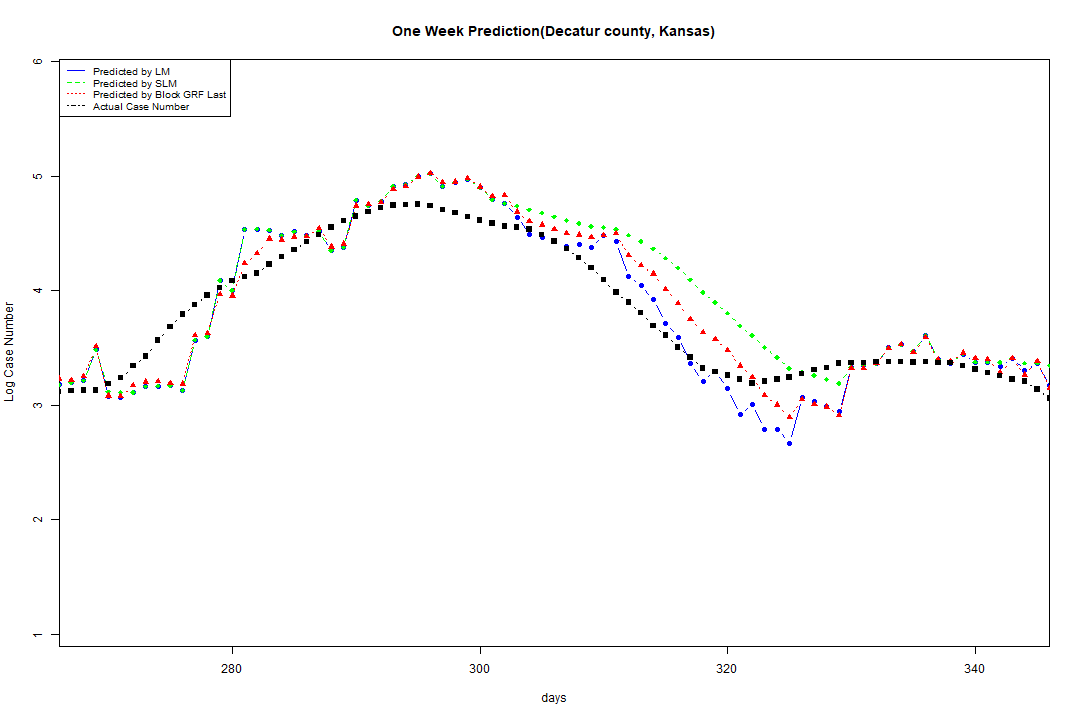 One Week Prediction(Decatur county, Kansas)
Predicted by LM
Predicted by SLM
Predicted by Block GRF Last
Actual Case Number
6
5
4
3
2
1
Log Case Number
280 300 320 340
days